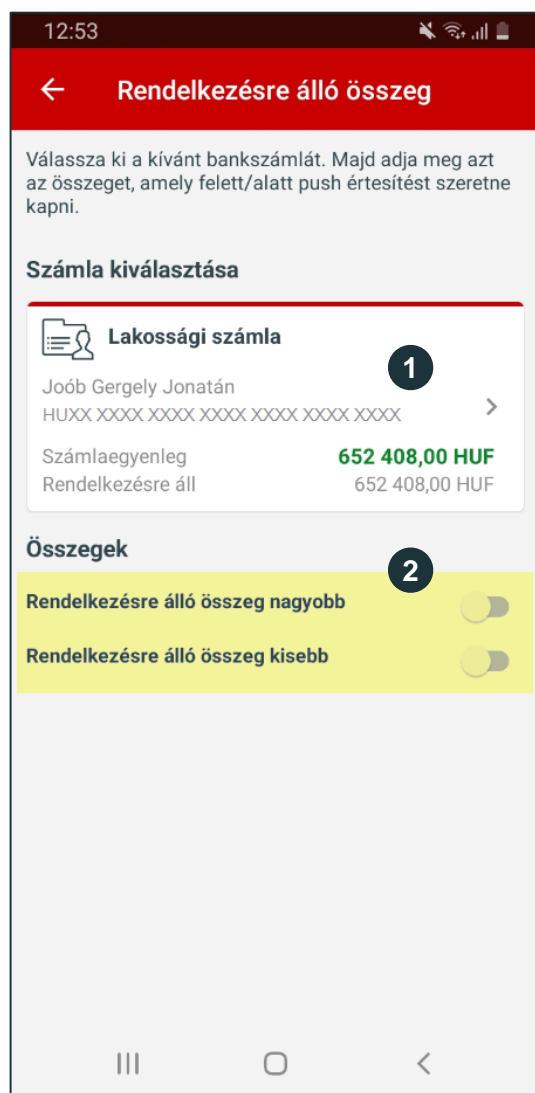 12:53
Rendelkezésre álló összeg
Válassza ki a kívánt bankszámlát. Majd adja meg azt
az összeget, amely felett/alatt push értesítést szeretne
kapni.
Számla kiválasztása
Lakossági számla
1
Joób Gergely Jonatán
HUXX XXXX XXXX XXXX XXXX XXXX XXXX
Számlaegyenleg 652 408,00 HUF
Rendelkezésre áll 652 408,00 HUF
Összegek
2
Rendelkezésre álló összeg nagyobb
Rendelkezésre álló összeg kisebb